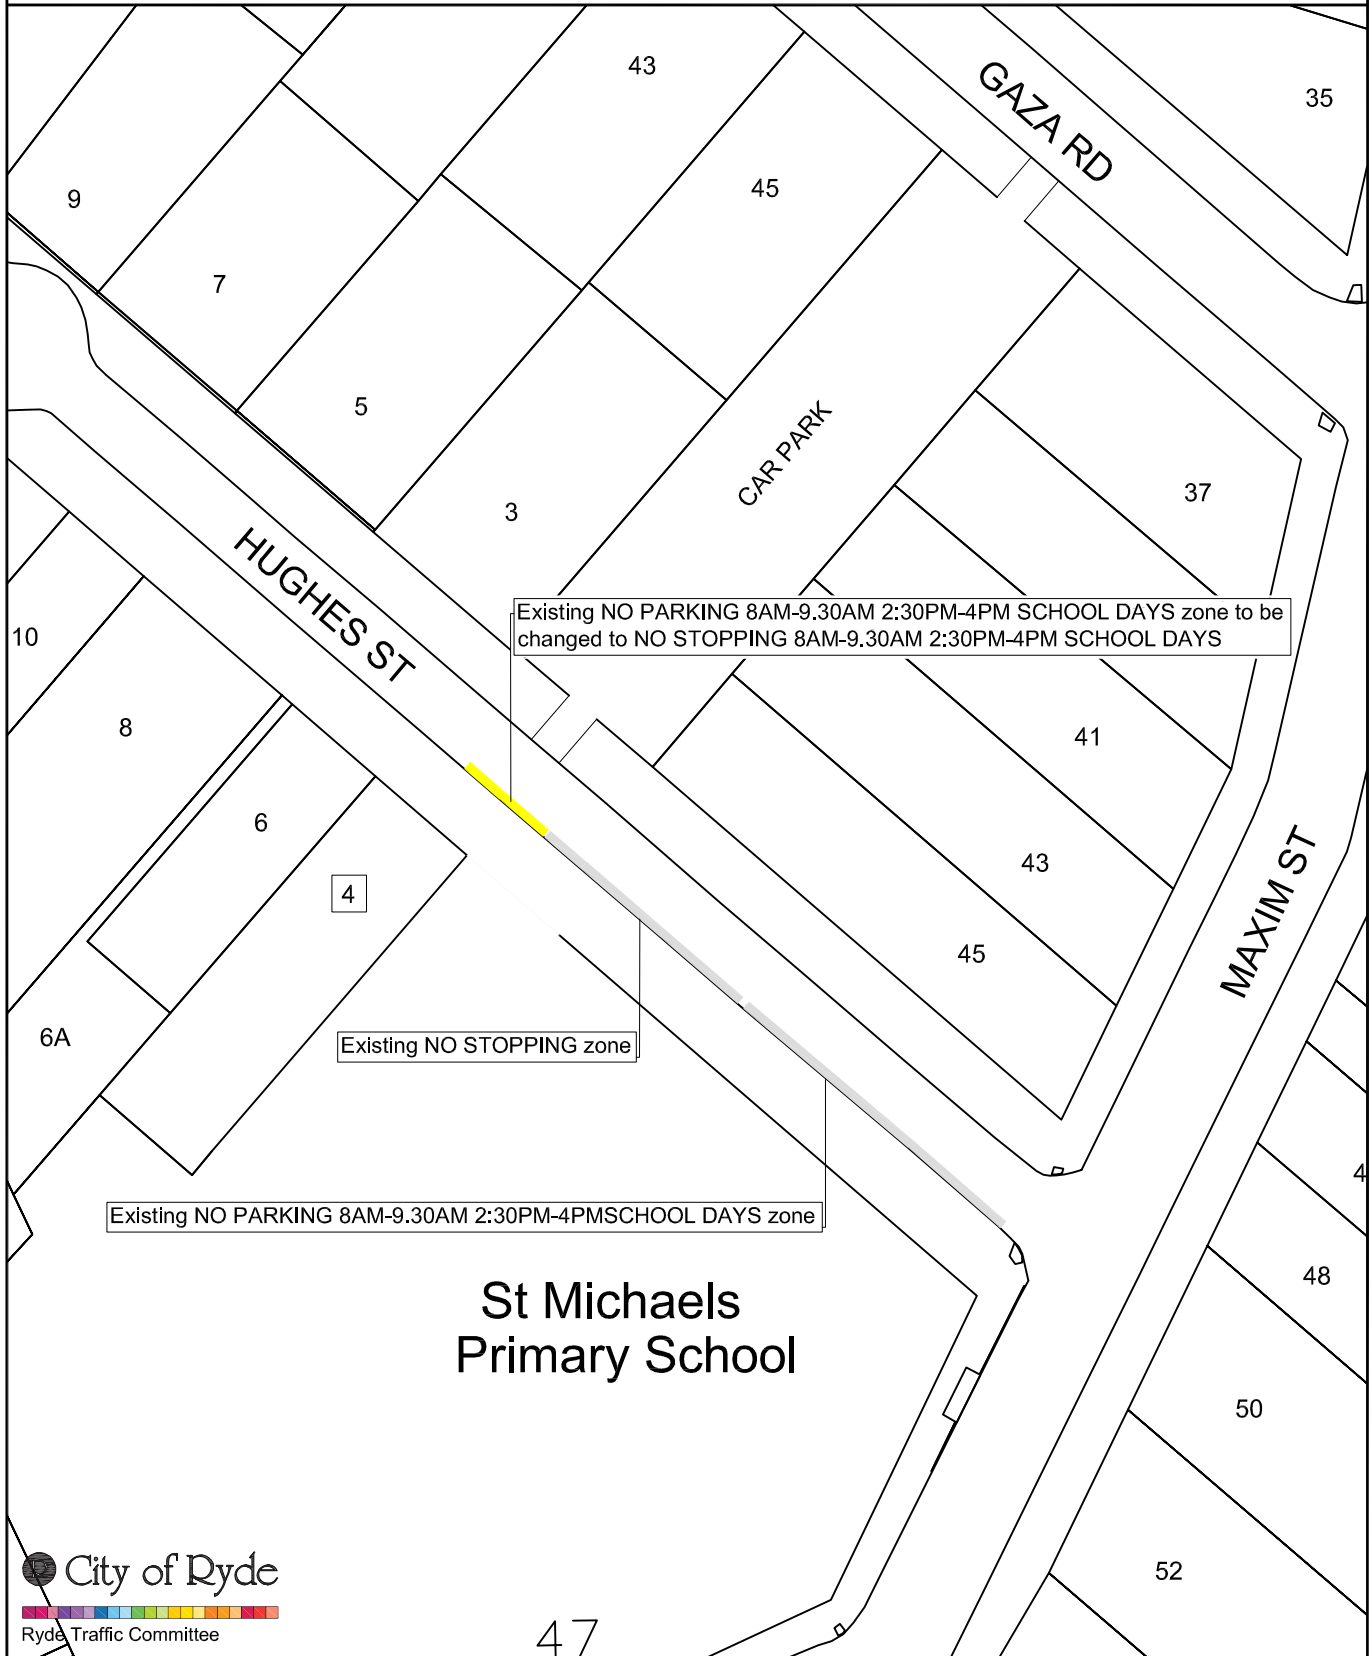 43
GAZA RD
35
45
9
7
5
CAR PARK
37
3
HUGHES ST
Existing NO PARKING 8AM-9.30AM 2:30PM-4PM SCHOOL DAYS zone to be
changed to NO STOPPING 8AM-9.30AM 2:30PM-4PM SCHOOL DAYS
10
8
41
6
43
4
MAXIM ST
45
6A
Existing NO STOPPING zone
4
Existing NO PARKING 8AM-9.30AM 2:30PM-4PMSCHOOL DAYS zone
48
St Michaels
Primary School
50
52
City of Ryde
Ryde Traffic Committee
47